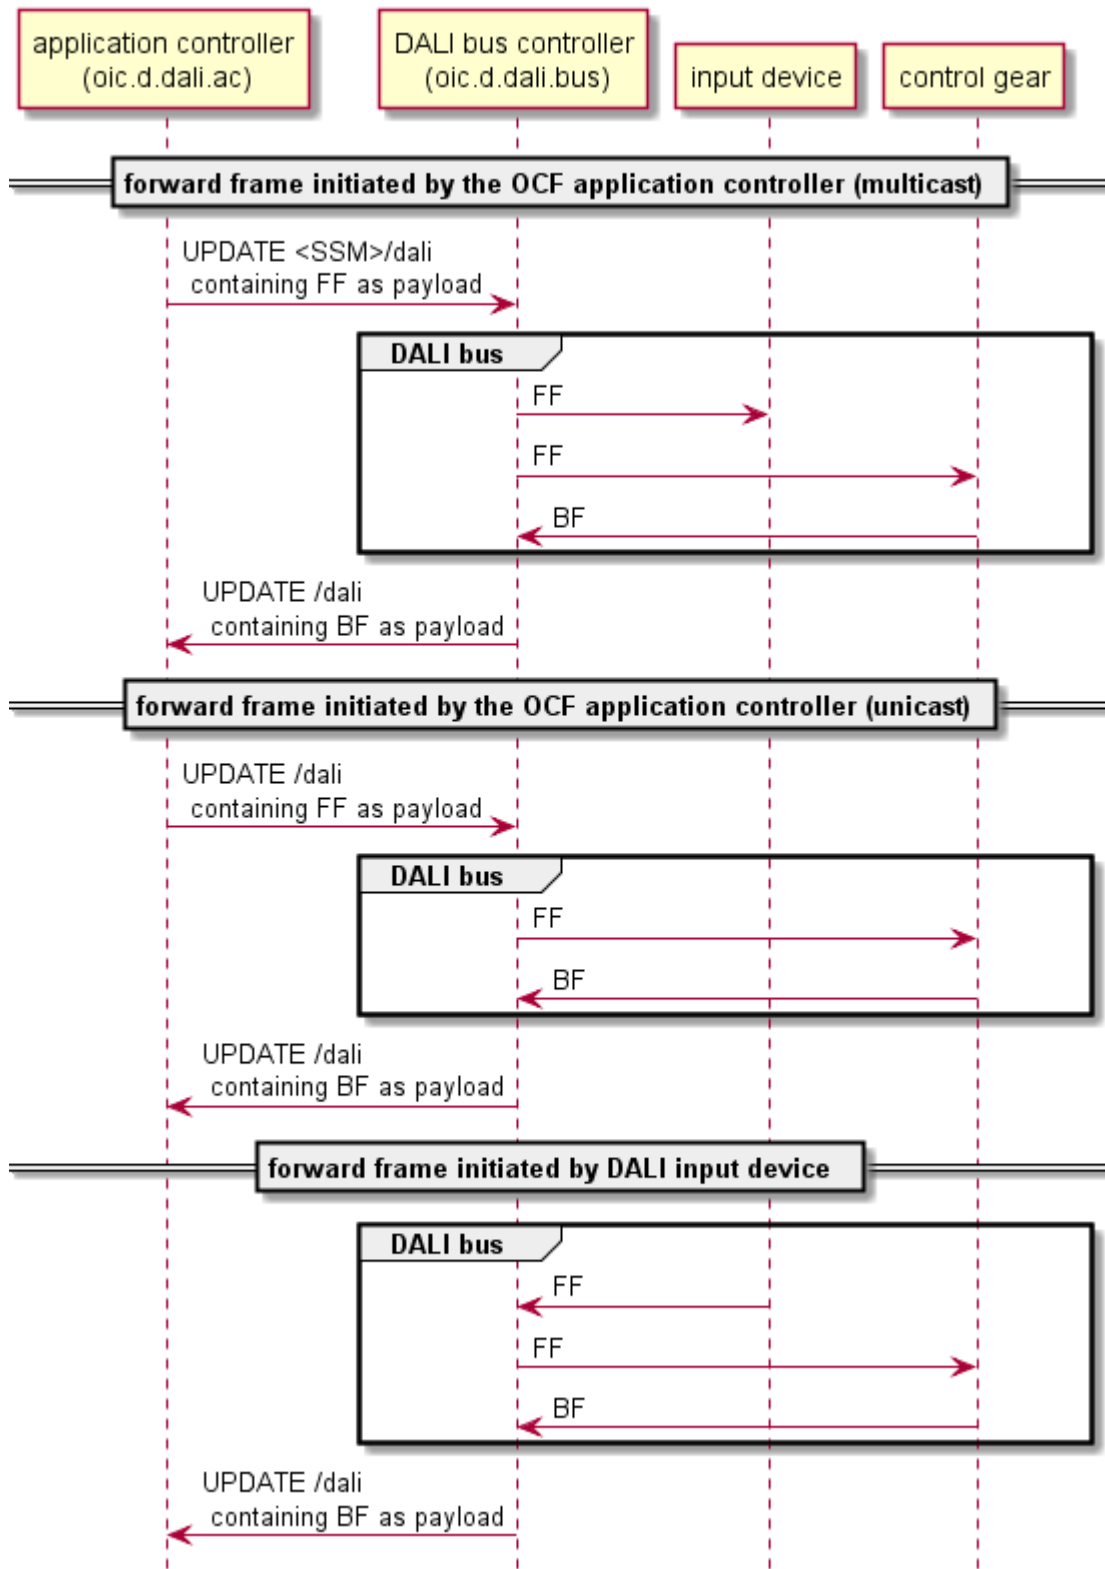 application controller
(oic.d.dali.ac)
DALI bus controller
(oic.d.dali.bus)
input device
control gear
forward frame initiated by the OCF application controller (multicast)
UPDATE <SSM>/dali
containing FF as payload
DALI bus
FF
FF
BF
UPDATE /dali
containing BF as payload
forward frame initiated by the OCF application controller (unicast)
UPDATE /dali
containing FF as payload
DALI bus
FF
BF
UPDATE /dali
containing BF as payload
forward frame initiated by DALI input device
DALI bus
FF
FF
BF
UPDATE /dali
containing BF as payload